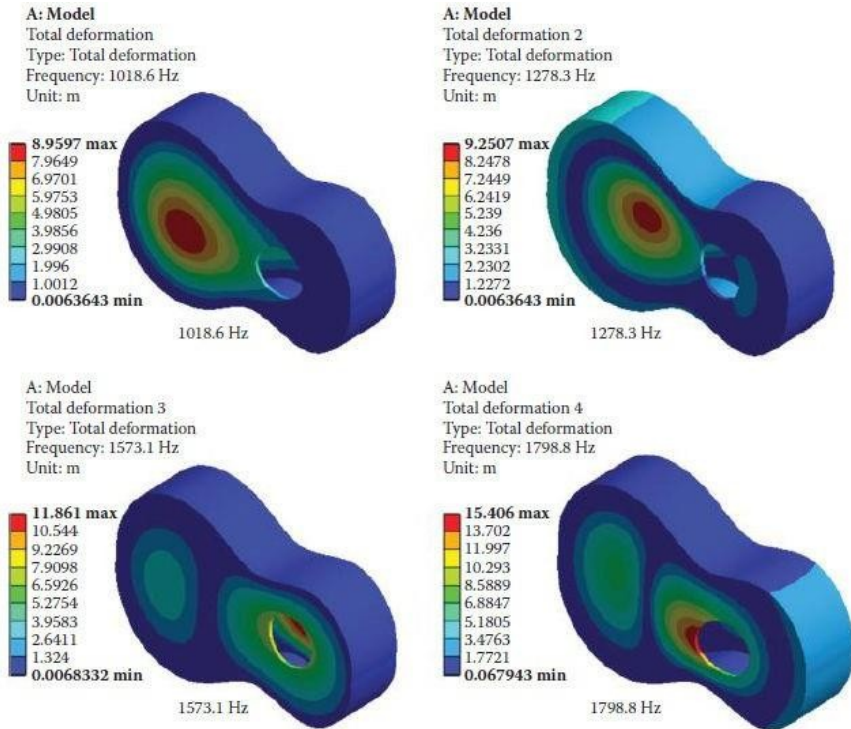 A: Model
Total deformation
Type: Total deformation
Frequency: 1018.6 Hz
Unit: m
8.9597 max
7.9649
6.9701
5.9753
4.9805
3.9856
2.9908
1.996
1.0012
0.0063643 min
1018.6 Hz
A: Model
Total deformation 2
Type: Total deformation
Frequency: 1278.3 Hz
Unit: m
9.2507 max
8.2478
7.2449
6.2419
5.239
4.236
3.2331
2.2302
1.2272
0.0063643 min
1278.3 Hz
A: Model
Total deformation 3
Type: Total deformation
Frequency: 1573.1 Hz
Unit: m
11.861 max
10.544
9.2269
7.9098
6.5926
5.2754
3.9583
2.6411
1.324
0.0068332 min
1573.1 Hz
A: Model
Total deformation 4
Type: Total deformation
Frequency: 1798.8 Hz
Unit: m
15.406 max
13.702
11.997
10.293
8.5889
6.8847
5.1805
3.4763
1.7721
0.067943 min
1798.8 Hz